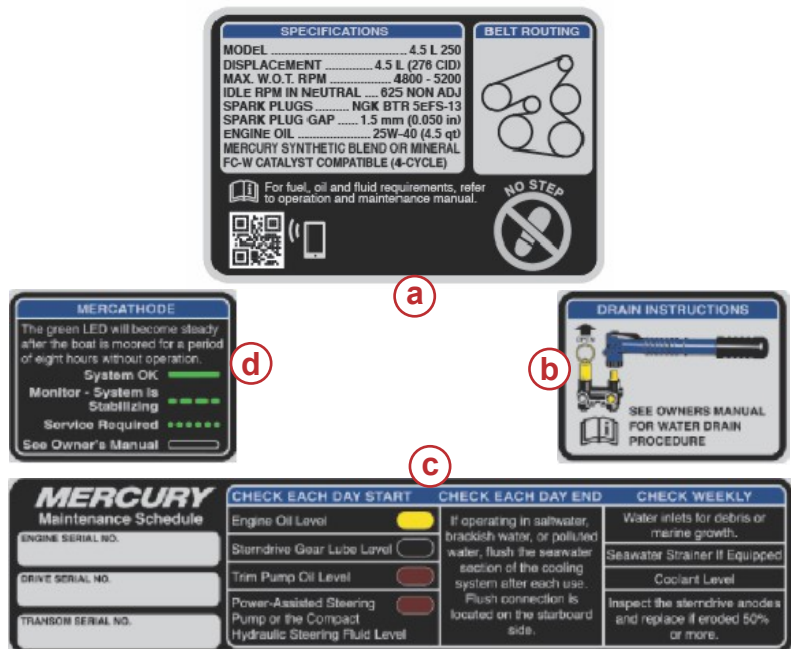 SPECIFICATIONS
MODEL ................................ 4.5 L 250
DISPLACEMENT .............. 4.5 L (276 CID)
MAX. W.O.T. RPM ............. 4800 - 5200
IDLE RPM IN NEUTRAL .... 625 NON ADJ
SPARK PLUGS .......... NGK BTR 5EFS-13
SPARK PLUG GAP ...... 1.5 mm (0.050 in)
ENGINE OIL ................... 25W-40 (4.5 qt)
MERCURY SYNTHETIC BLEND OR MINERAL
FC-W CATALYST COMPATIBLE (4-CYCLE)
BELT ROUTING
For fuel, oil and fluid requirements, refer
to operation and maintenance manual.
NO STEP
a
MERCATHODE
The green LED will become steady
after the boat is moored for a period
of eight hours without operation.
System OK
Monitor - System is
Stabilizing
Service Required
See Owner's Manual
d
DRAIN INSTRUCTIONS
OPEN
SEE OWNERS MANUAL
FOR WATER DRAIN
PROCEDURE
b
c
MERCURY
Maintenance Schedule
ENGINE SERIAL NO.
DRIVE SERIAL NO.
TRANSOM SERIAL NO.
CHECK EACH DAY START
Engine Oil Level
Sterndrive Gear Lube Level
Trim Pump Oil Level
Power-Assisted Steering
Pump or the Compact
Hydraulic Steering Fluid Level
CHECK EACH DAY END
If operating in saltwater,
brackish water, or polluted
water, flush the seawater
section of the cooling
system after each use.
Flush connection is
located on the starboard
side.
CHECK WEEKLY
Water inlets for debris or
marine growth.
Seawater Strainer If Equipped
Coolant Level
Inspect the sterndrive anodes
and replace if eroded 50%
or more.